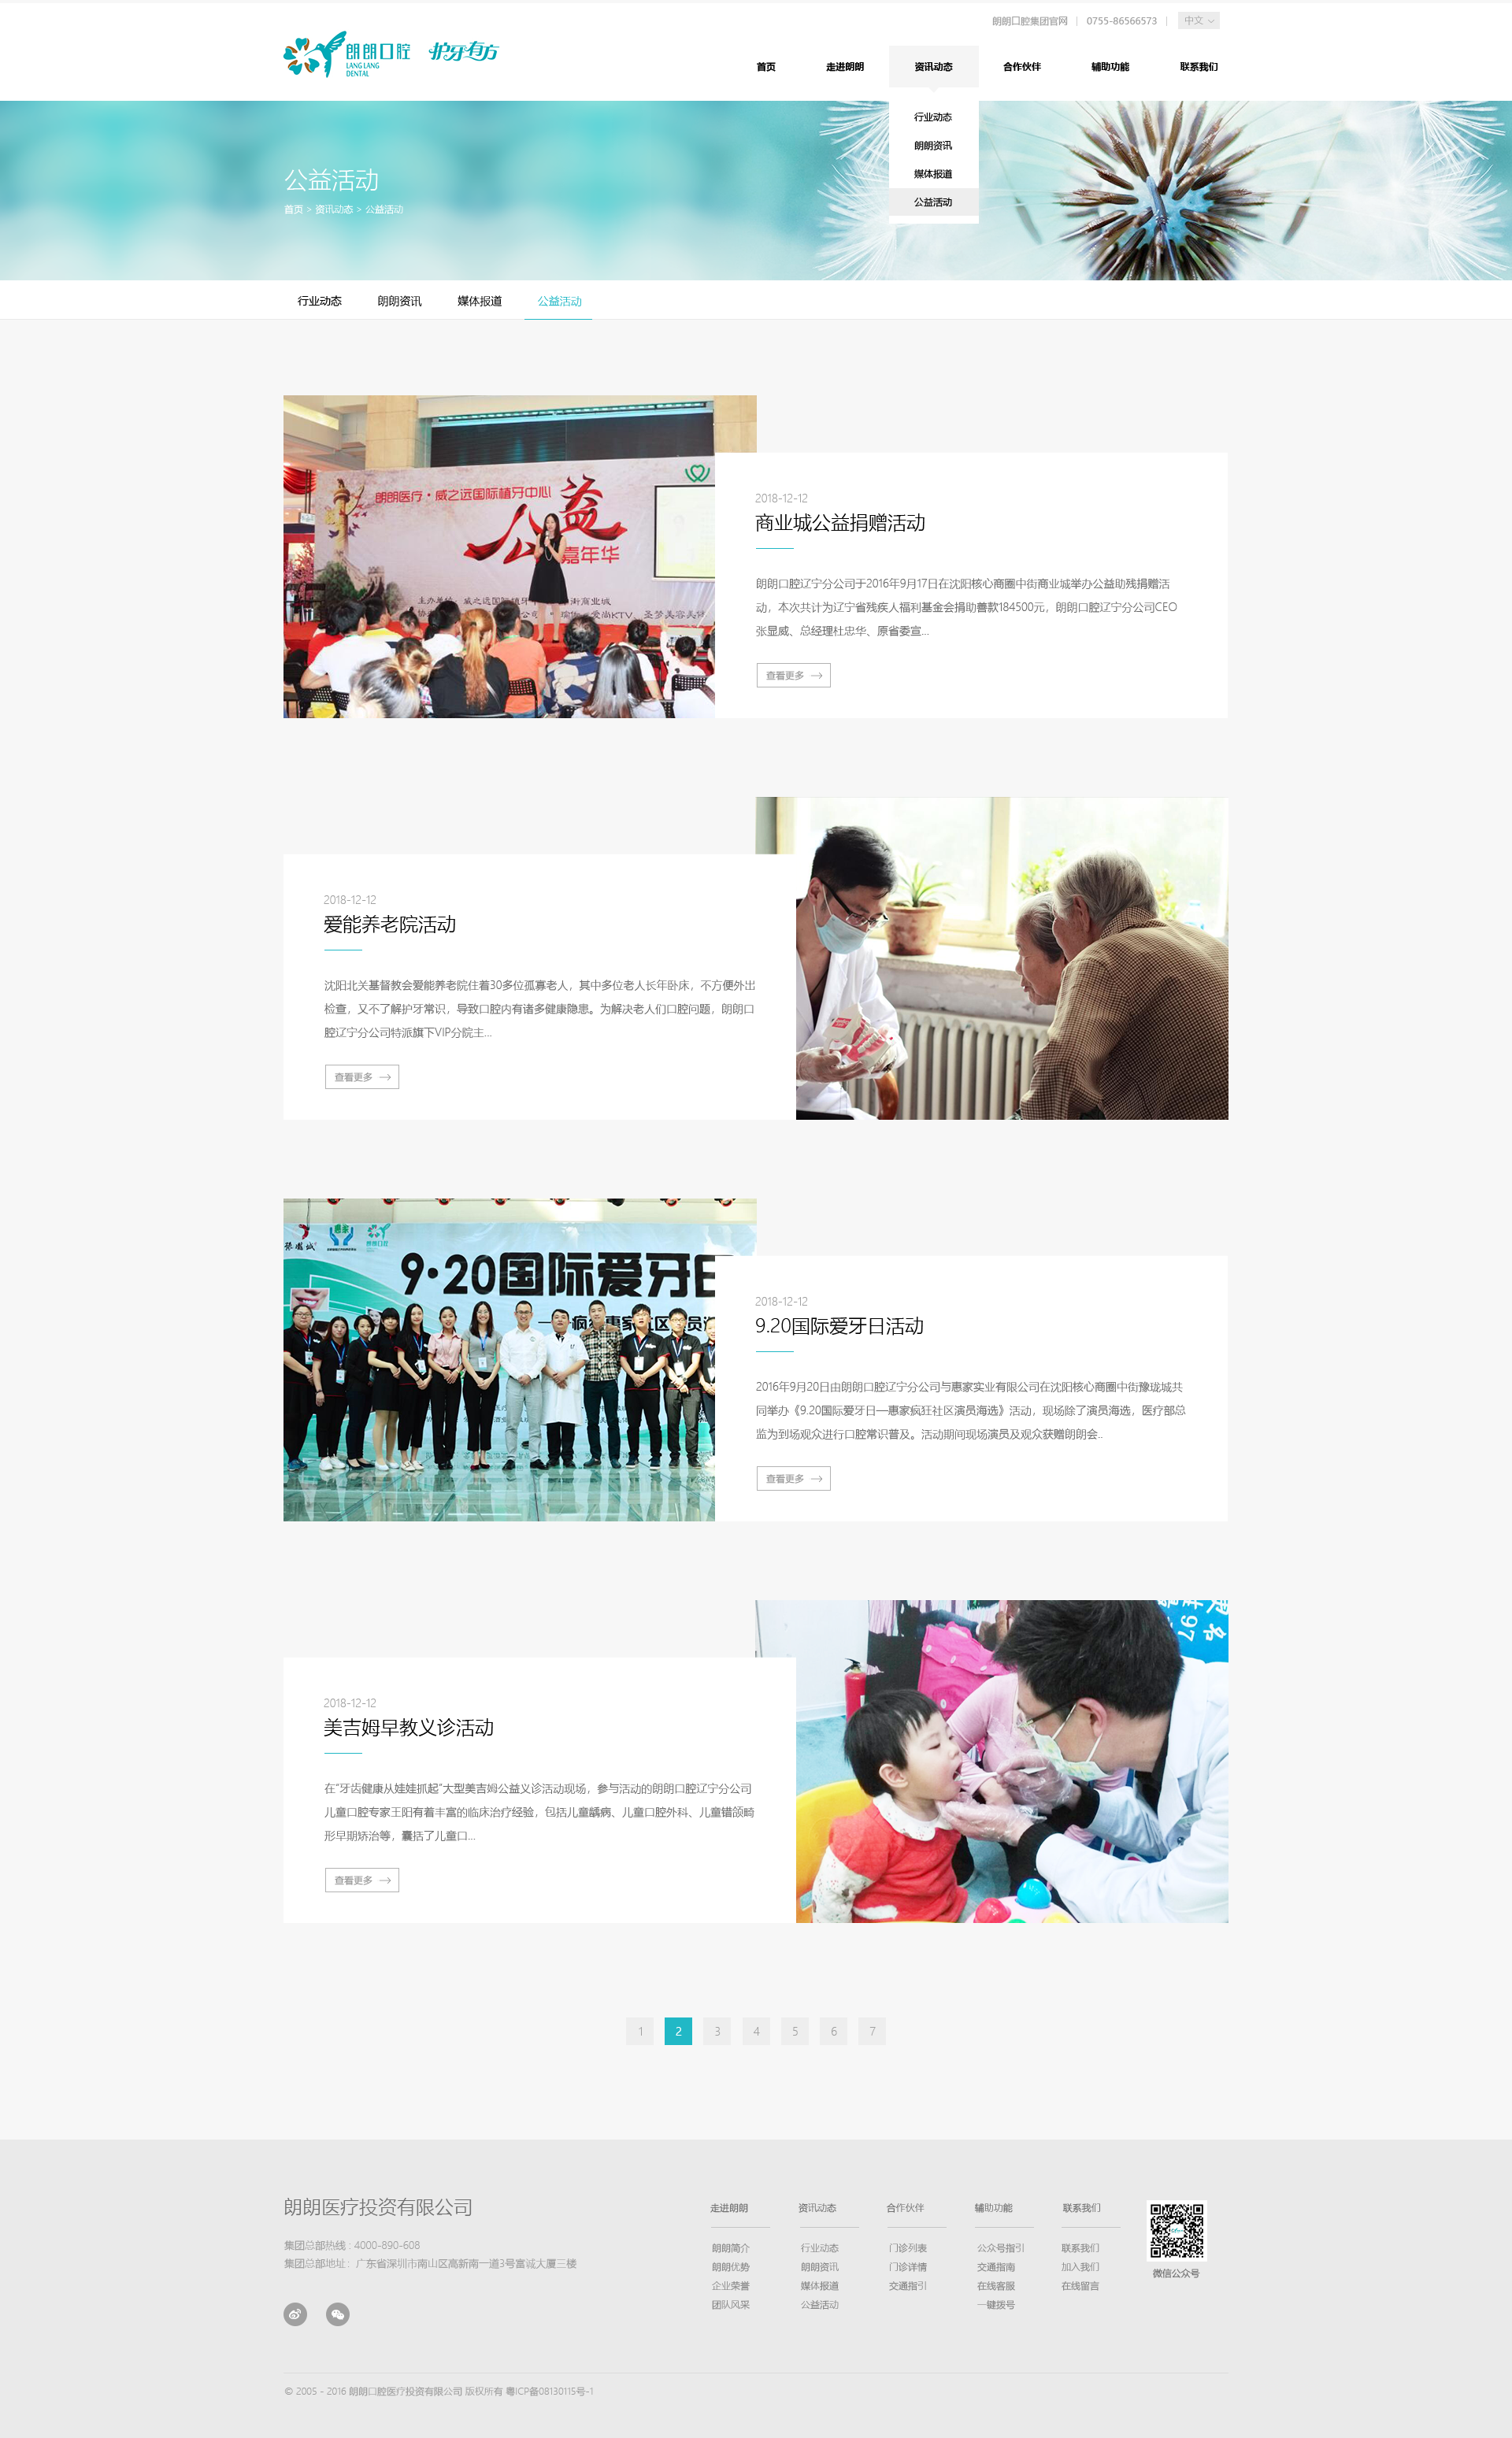 朗朗口腔集团官网 | 0755-86566573 | 中文
朗朗口腔 护牙有方
LANG LANG
DENTAL
首页 走进朗朗 资讯动态 合作伙伴 辅助功能 联系我们
行业动态
朗朗资讯
媒体报道
公益活动
公益活动
首页 > 资讯动态 > 公益活动
行业动态 朗朗资讯 媒体报道 公益活动
朗朗医疗·威之远国际植牙中心
公益
嘉年华
2018-12-12
商业城公益捐赠活动
朗朗口腔辽宁分公司于2016年9月17日在沈阳核心商圈中街商业城举办公益助残捐赠活
动，本次共计为辽宁省残疾人福利基金会捐助善款184500元，朗朗口腔辽宁分公司CEO
张显威、总经理杜忠华、原省委宣...
查看更多
2018-12-12
爱能养老院活动
沈阳北关基督教会爱能养老院住着30多位孤寡老人，其中多位老人长年卧床，不方便外出
检查，又不了解护牙常识，导致口腔内有诸多健康隐患。为解决老人们口腔问题，朗朗口
腔辽宁分公司特派旗下VIP分院主...
查看更多
9·20国际爱牙日
2018-12-12
9.20国际爱牙日活动
2016年9月20日由朗朗口腔辽宁分公司与惠家实业有限公司在沈阳核心商圈中街豫珑城共
同举办《9.20国际爱牙日—惠家疯狂社区演员海选》活动，现场除了演员海选，医疗部总
监为到场观众进行口腔常识普及。活动期间现场演员及观众获赠朗朗会..
查看更多
2018-12-12
美吉姆早教义诊活动
在“牙齿健康从娃娃抓起”大型美吉姆公益义诊活动现场，参与活动的朗朗口腔辽宁分公司
儿童口腔专家王阳有着丰富的临床治疗经验，包括儿童龋病、儿童口腔外科、儿童错颌畸
形早期矫治等，囊括了儿童口...
查看更多
1 2 3 4 5 6 7
朗朗医疗投资有限公司
集团总部热线 : 4000-890-608
集团总部地址 : 广东省深圳市南山区高新南一道3号富诚大厦三楼
走进朗朗 资讯动态 合作伙伴 辅助功能 联系我们
朗朗简介 行业动态 门诊列表 公众号指引 联系我们
朗朗优势 朗朗资讯 门诊详情 交通指南 加入我们
企业荣誉 媒体报道 交通指引 在线客服 在线留言
团队风采 公益活动 一键拨号
微信公众号
© 2005 - 2016 朗朗口腔医疗投资有限公司 版权所有 粤ICP备08130115号-1